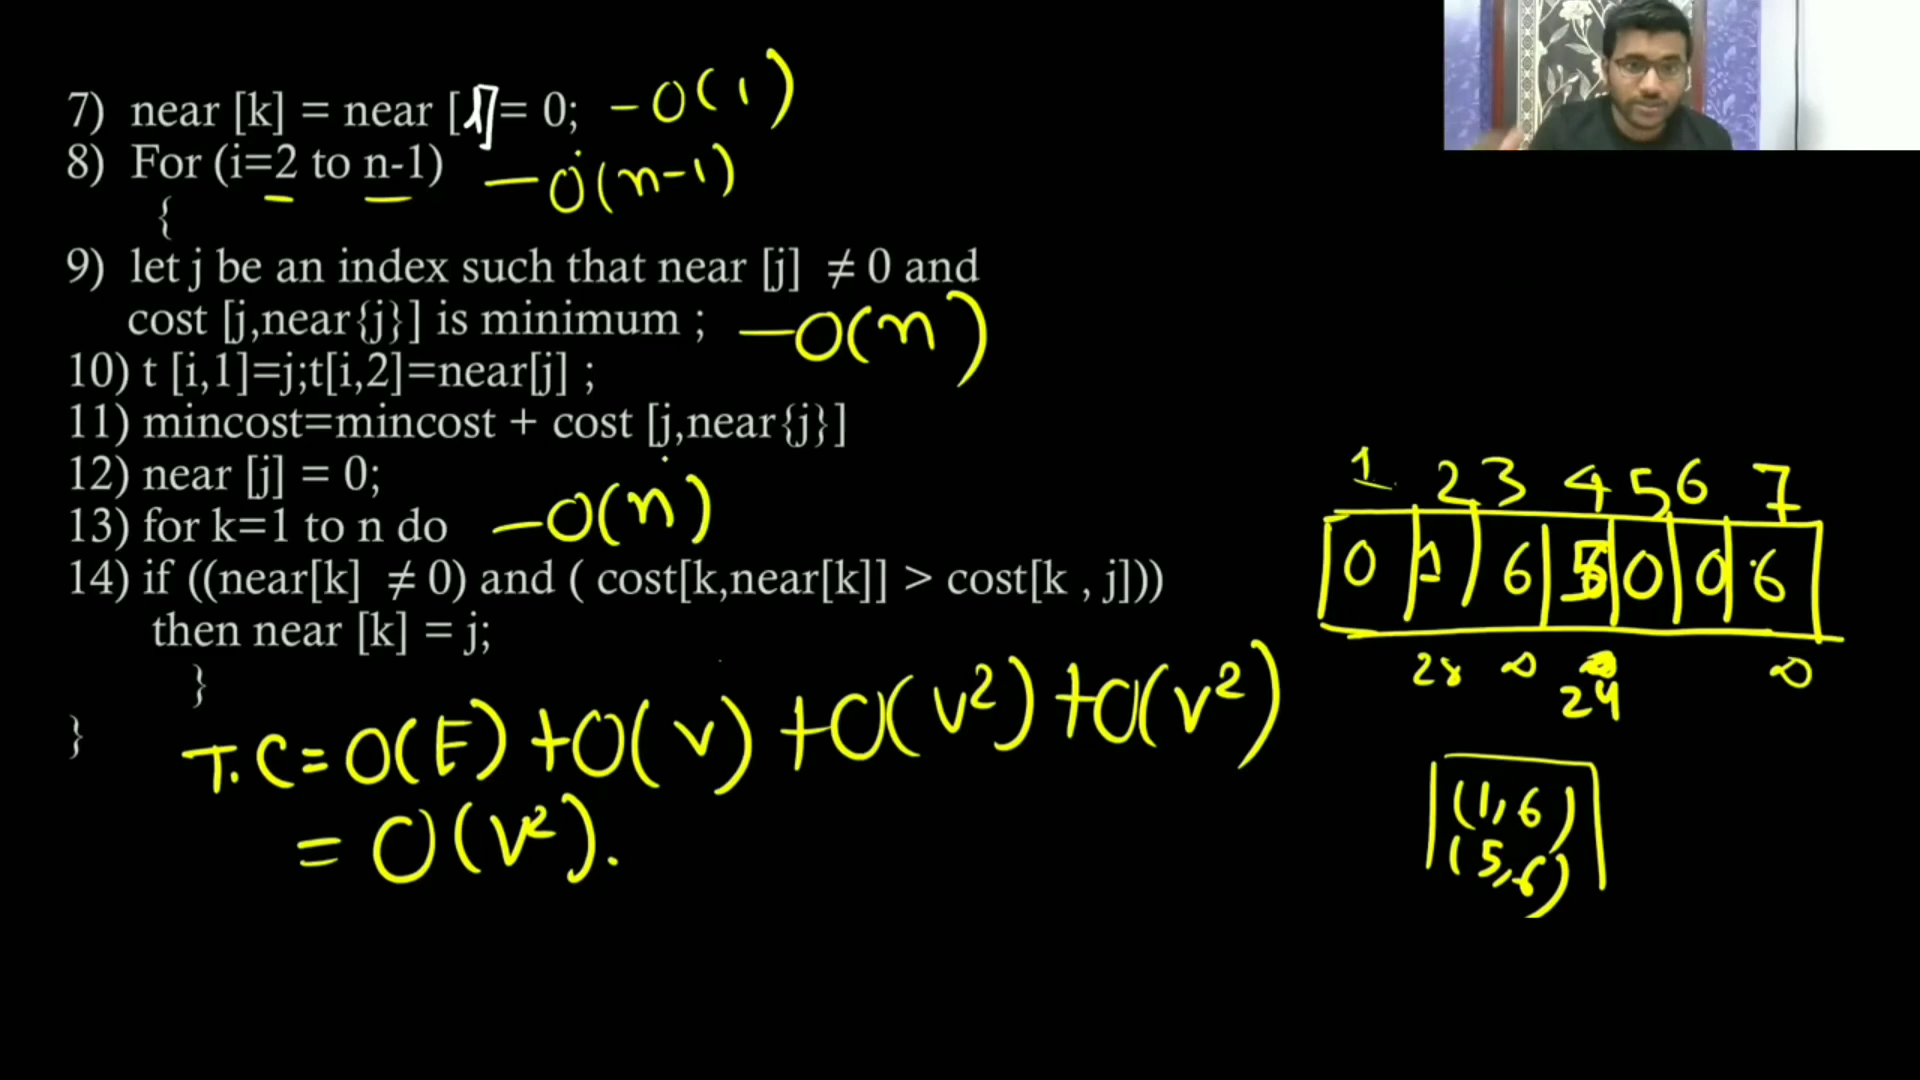 7) near [k] = near [1]= 0; -O(1)
8) For (i=2 to n-1) -O(n-1)
{
9) let j be an index such that near [j] ≠ 0 and
cost [j,near{j}] is minimum ; -O(n)
10) t [i,1]=j;t[i,2]=near[j] ;
11) mincost=mincost + cost [j,near{j}]
12) near [j] = 0;
13) for k=1 to n do -O(n)
14) if ((near[k] ≠ 0) and ( cost[k,near[k]] > cost[k , j]))
then near [k] = j;
}
}
T.C = O(E) + O(V) + O(V²) + O(V²)
= O(V²).
1 2 3 4 5 6 7
0 1 6 5 0 0 6
28 ∞ ∞ ∞
24
(1,6)
(5,6)